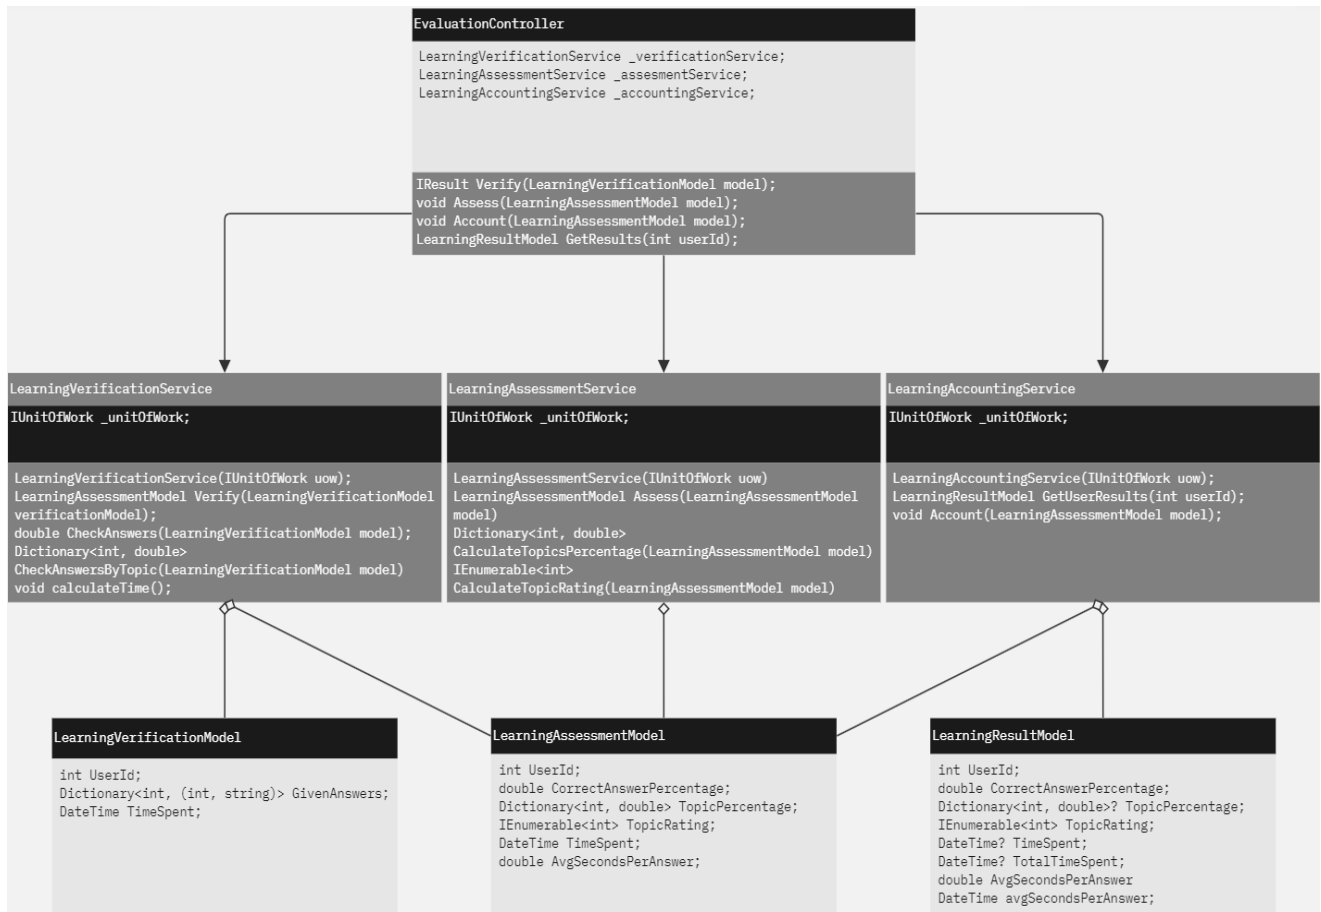 EvaluationController
LearningVerificationService _verificationService;
LearningAssessmentService _assesmentService;
LearningAccountingService _accountingService;
IResult Verify(LearningVerificationModel model);
void Assess(LearningAssessmentModel model);
void Account(LearningAssessmentModel model);
LearningResultModel GetResults(int userId);
LearningVerificationService
IUnitOfWork _unitOfWork;
LearningVerificationService(IUnitOfWork uow);
LearningAssessmentModel Verify(LearningVerificationModel
verificationModel);
double CheckAnswers(LearningVerificationModel model);
Dictionary<int, double>
CheckAnswersByTopic(LearningVerificationModel model)
void calculateTime();
LearningAssessmentService
IUnitOfWork _unitOfWork;
LearningAssessmentService(IUnitOfWork uow)
LearningAssessmentModel Assess(LearningAssessmentModel
model)
Dictionary<int, double>
CalculateTopicsPercentage(LearningAssessmentModel model)
IEnumerable<int>
CalculateTopicRating(LearningAssessmentModel model)
LearningAccountingService
IUnitOfWork _unitOfWork;
LearningAccountingService(IUnitOfWork uow);
LearningResultModel GetUserResults(int userId);
void Account(LearningAssessmentModel model);
LearningVerificationModel
int UserId;
Dictionary<int, (int, string)> GivenAnswers;
DateTime TimeSpent;
LearningAssessmentModel
int UserId;
double CorrectAnswerPercentage;
Dictionary<int, double> TopicPercentage;
IEnumerable<int> TopicRating;
DateTime TimeSpent;
double AvgSecondsPerAnswer;
LearningResultModel
int UserId;
double CorrectAnswerPercentage;
Dictionary<int, double>? TopicPercentage;
IEnumerable<int> TopicRating;
DateTime? TimeSpent;
DateTime? TotalTimeSpent;
double AvgSecondsPerAnswer
DateTime avgSecondsPerAnswer;